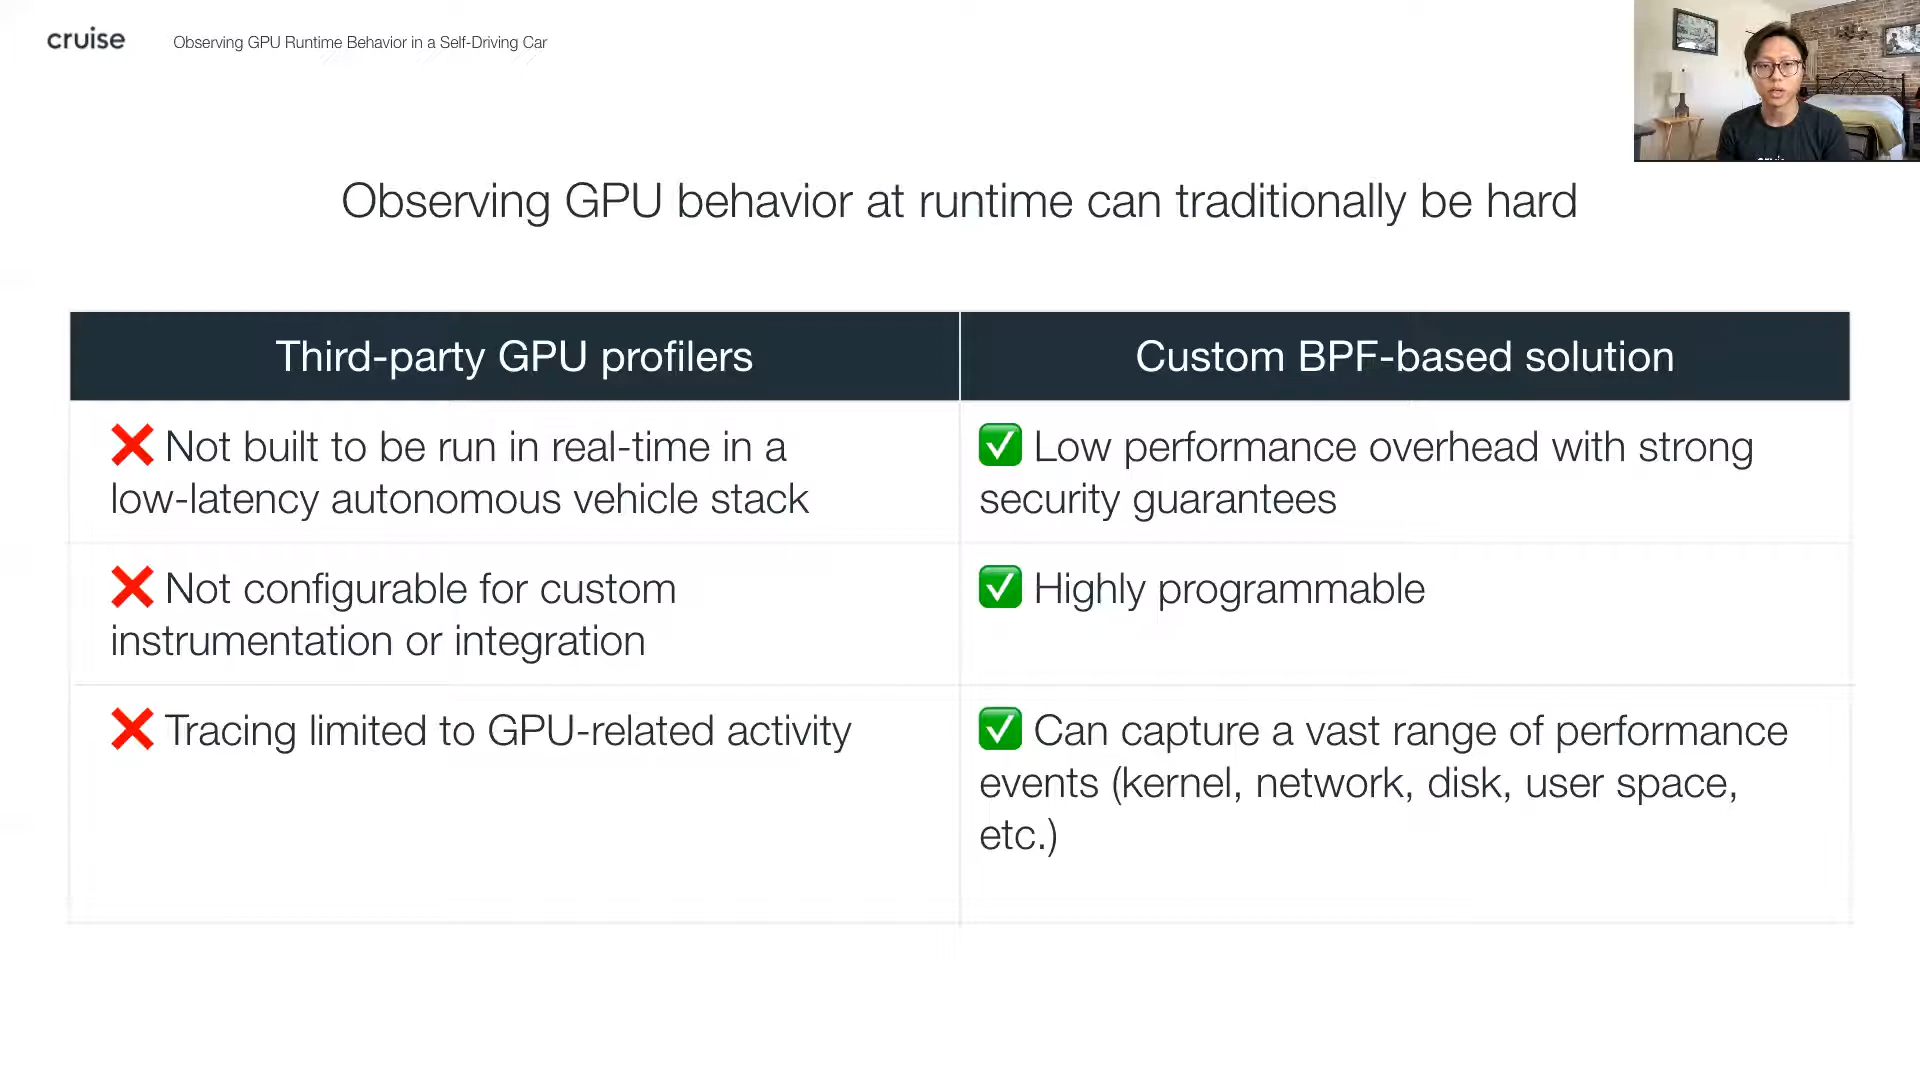 cruise
Observing GPU Runtime Behavior in a Self-Driving Car
Observing GPU behavior at runtime can traditionally be hard
Third-party GPU profilers
Custom BPF-based solution
❌ Not built to be run in real-time in a
low-latency autonomous vehicle stack
✅ Low performance overhead with strong
security guarantees
❌ Not configurable for custom
instrumentation or integration
✅ Highly programmable
❌ Tracing limited to GPU-related activity
✅ Can capture a vast range of performance
events (kernel, network, disk, user space,
etc.)